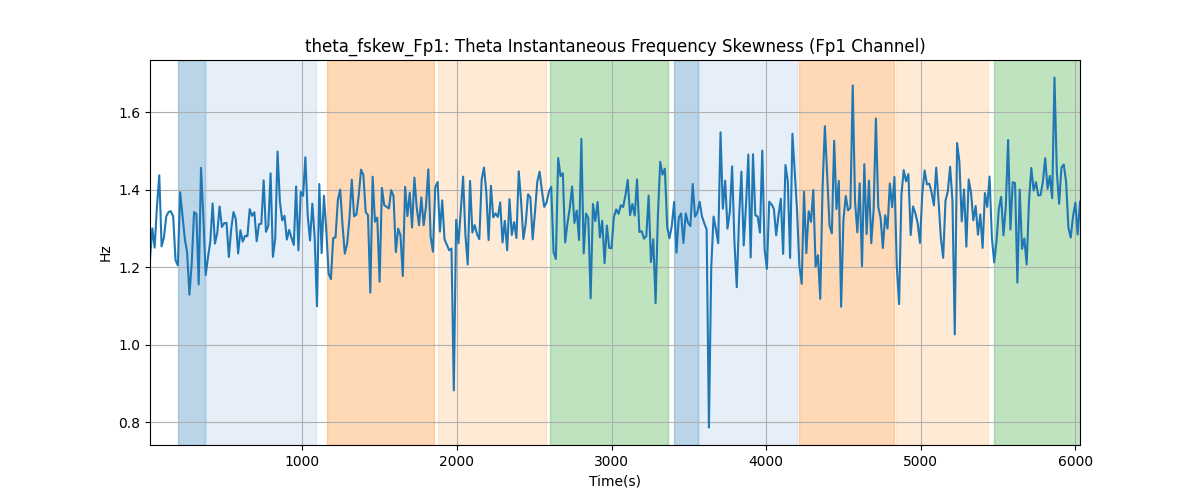 theta_fskew_Fp1: Theta Instantaneous Frequency Skewness (Fp1 Channel)
Hz
1.6
1.4
1.2
1.0
0.8
1000 2000 3000 4000 5000 6000
Time(s)